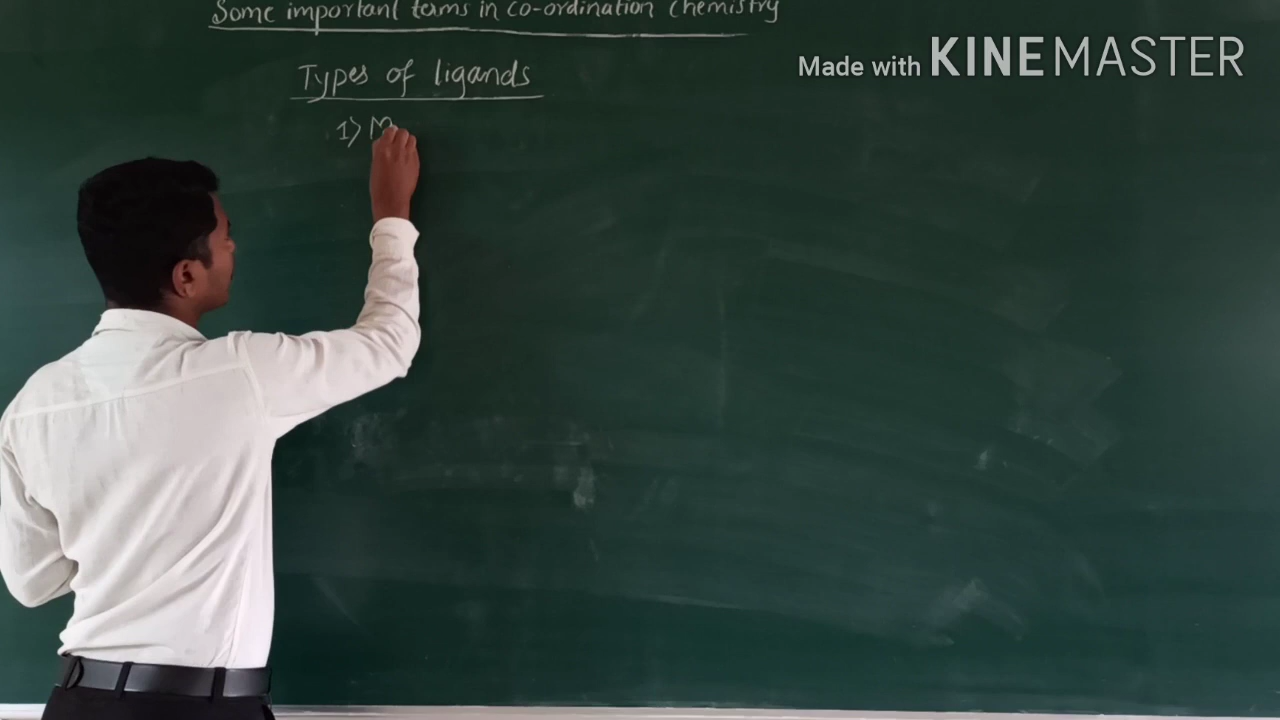 Some important terms in co-ordination chemistry
Made with KINEMASTER
Types of ligands
1) M